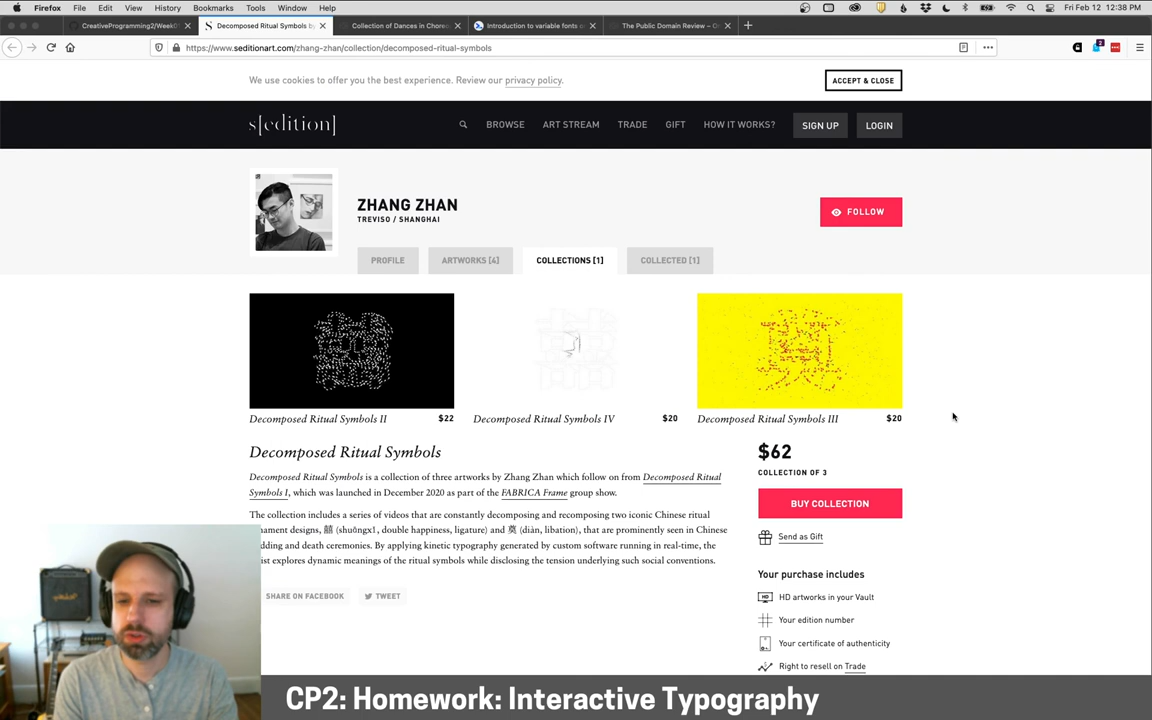 Firefox File Edit View History Bookmarks Tools Window Help Fri Feb 12 12:38 PM
CreativeProgramming2/Week0 Decomposed Ritual Symbols b Collection of Dances in Chore Introduction to variable fonts The Public Domain Review –
https://www.seditionart.com/zhang-zhan/collection/decomposed-ritual-symbols
We use cookies to offer you the best experience. Review our privacy policy.
ACCEPT & CLOSE
s[edition] BROWSE ART STREAM TRADE GIFT HOW IT WORKS? SIGN UP LOGIN
ZHANG ZHAN
TREVISO / SHANGHAI
FOLLOW
PROFILE ARTWORKS [4] COLLECTIONS [1] COLLECTED [1]
Decomposed Ritual Symbols II $22 Decomposed Ritual Symbols IV $20 Decomposed Ritual Symbols III $20
Decomposed Ritual Symbols
Decomposed Ritual Symbols is a collection of three artworks by Zhang Zhan which follow on from Decomposed Ritual
Symbols I, which was launched in December 2020 as part of the FABRICA Frame group show.
The collection includes a series of videos that are constantly decomposing and recomposing two iconic Chinese ritual
nament designs, 囍 (shuāngxǐ, double happiness, ligature) and 奠 (diàn, libation), that are prominently seen in Chinese
dding and death ceremonies. By applying kinetic typography generated by custom software running in real-time, the
ist explores dynamic meanings of the ritual symbols while disclosing the tension underlying such social conventions.
SHARE ON FACEBOOK TWEET
$62
COLLECTION OF 3
BUY COLLECTION
Send as Gift
Your purchase includes
HD artworks in your Vault
Your edition number
Your certificate of authenticity
Right to resell on Trade
CP2: Homework: Interactive Typography